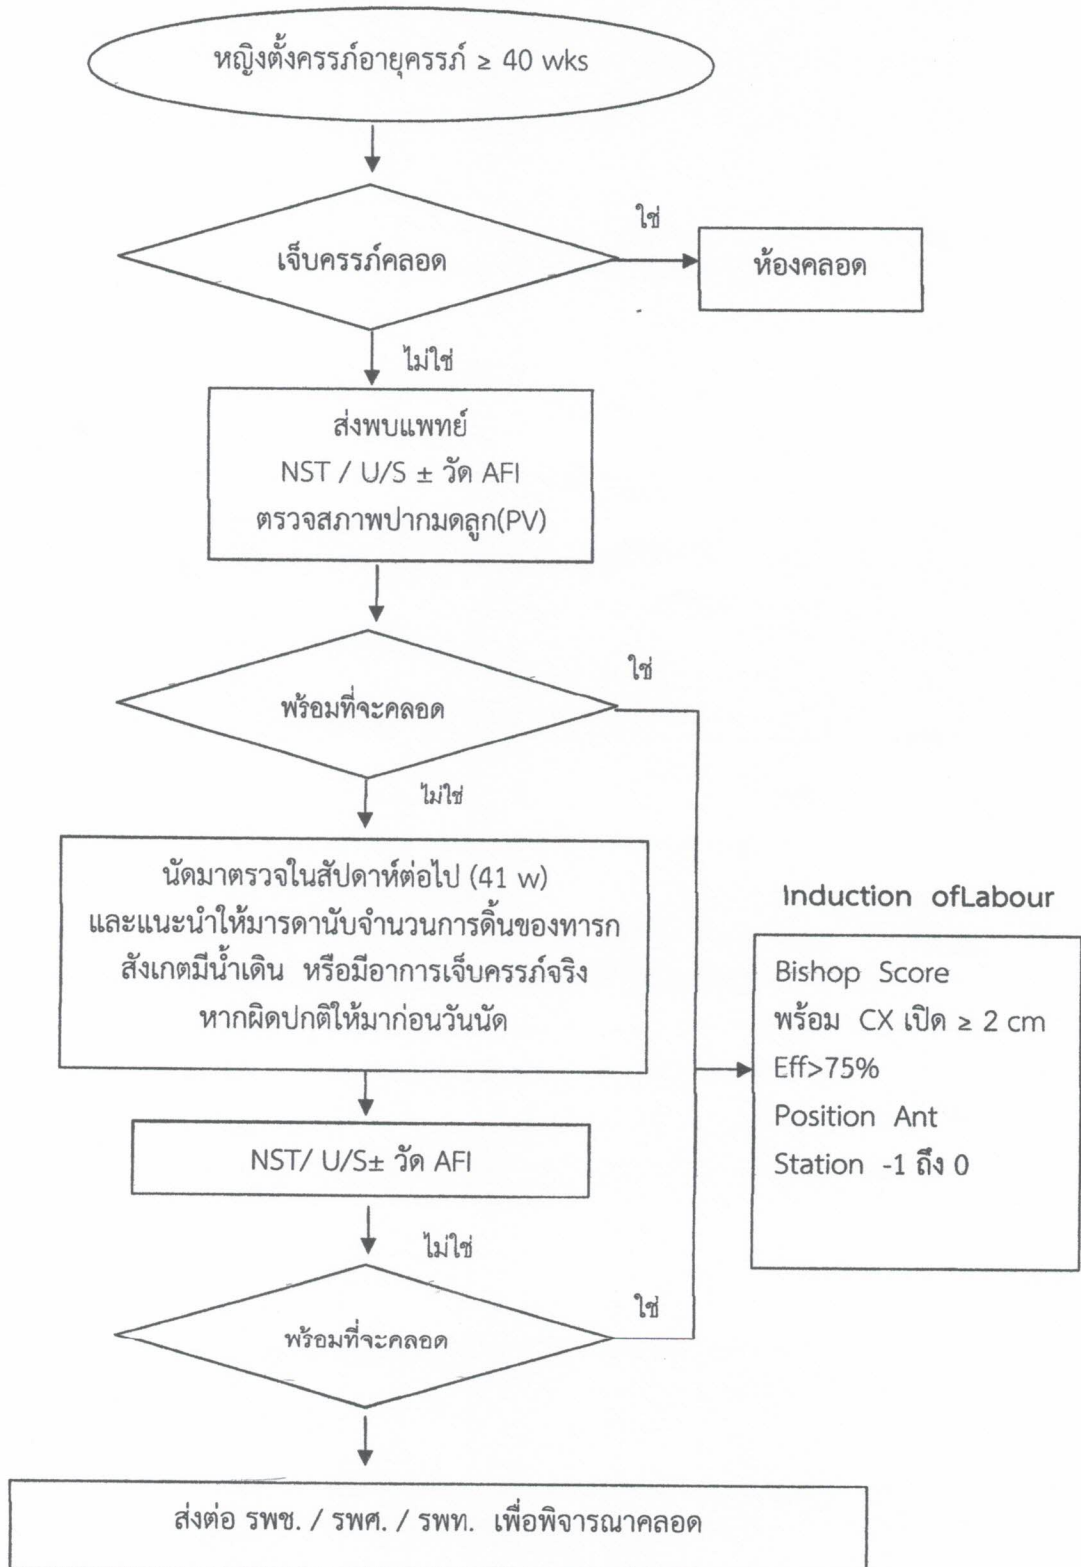 หญิงตั้งครรภ์อายุครรภ์ ≥ 40 wks
ใช่
เจ็บครรภ์คลอด
ห้องคลอด
ไม่ใช่
ส่งพบแพทย์
NST / U/S ± วัด AFI
ตรวจสภาพปากมดลูก(PV)
ใช่
พร้อมที่จะคลอด
ไม่ใช่
นัดมาตรวจในสัปดาห์ต่อไป (41 w)
และแนะนำให้มารดานับจำนวนการดิ้นของทารก
สังเกตมีน้ำเดิน หรือมีอาการเจ็บครรภ์จริง
หากผิดปกติให้มาก่อนวันนัด
Induction ofLabour
Bishop Score
พร้อม CX เปิด ≥ 2 cm
Eff>75%
Position Ant
Station -1 ถึง 0
NST/ U/S± วัด AFI
ไม่ใช่
ใช่
พร้อมที่จะคลอด
ส่งต่อ รพช. / รพศ. / รพท. เพื่อพิจารณาคลอด